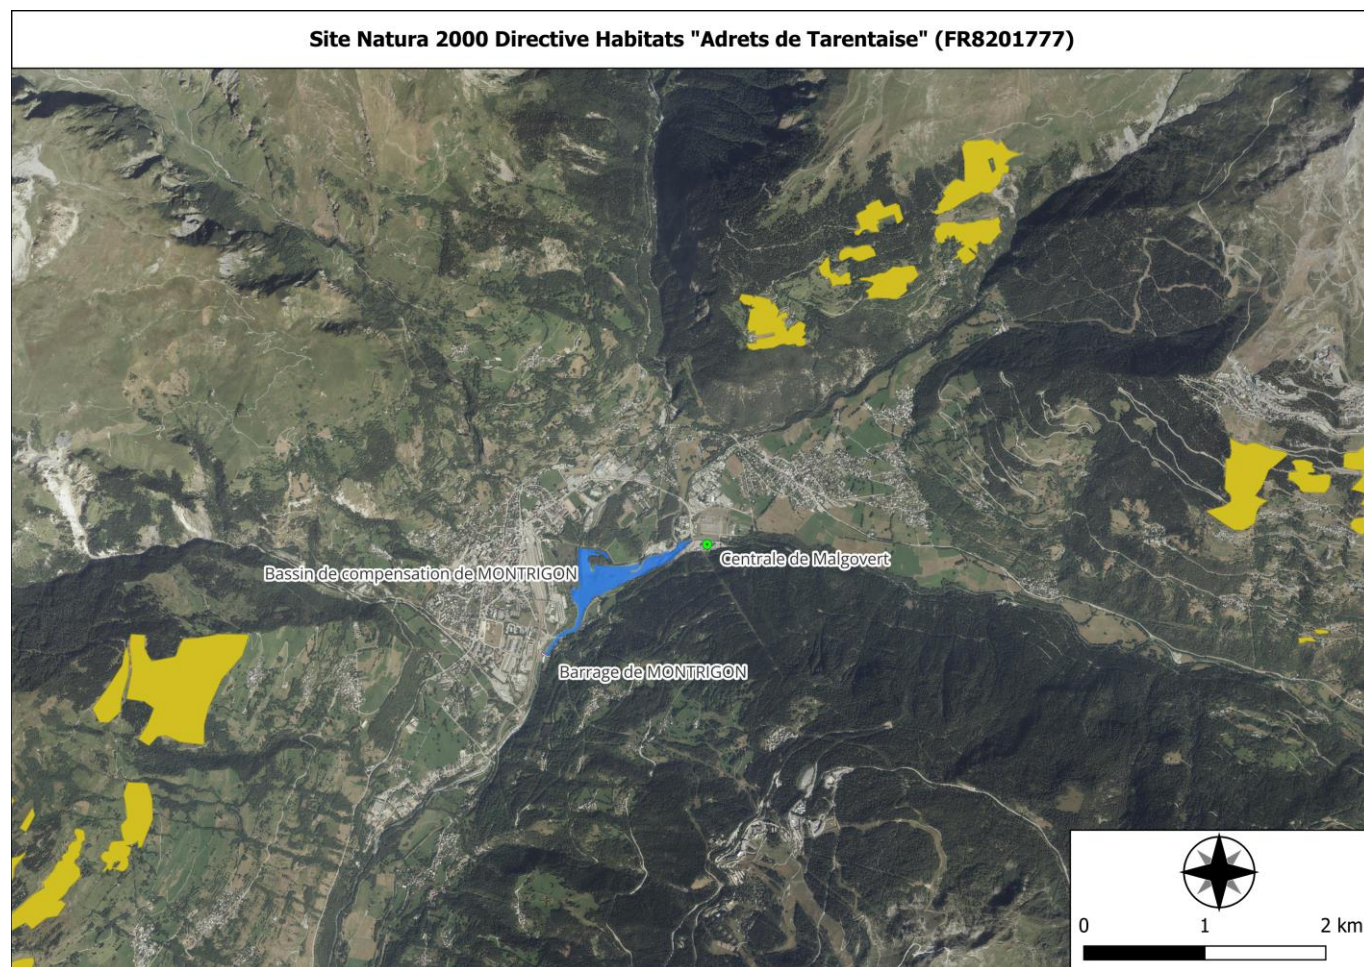 Site Natura 2000 Directive Habitats "Adrets de Tarentaise" (FR8201777)
Centrale de Malgovert
Bassin de compensation de MONTRIGON
Barrage de MONTRIGON
0 1 2 km